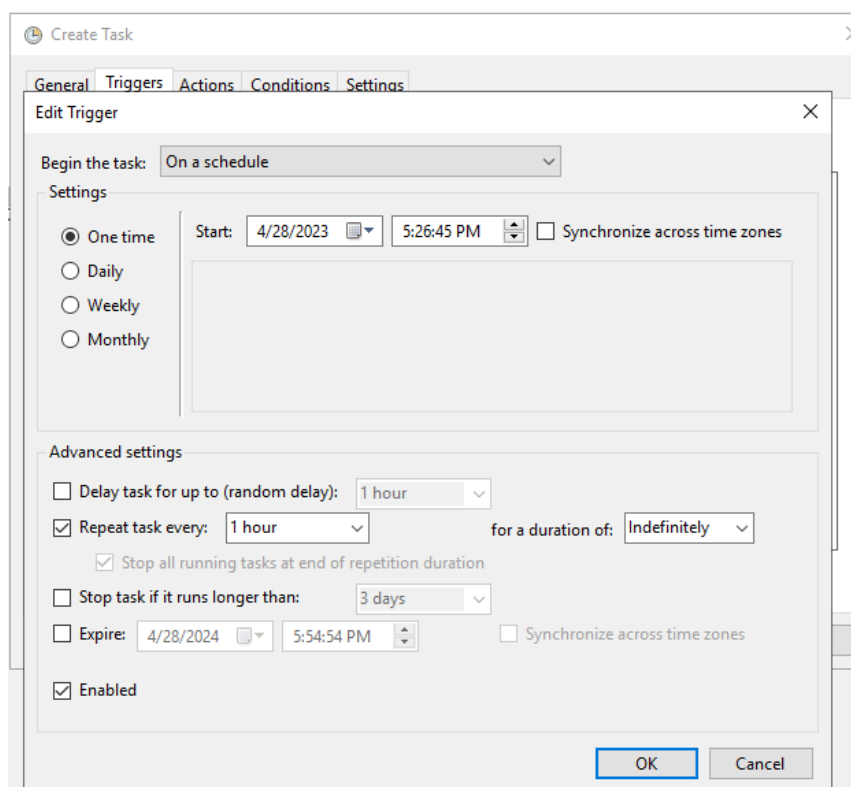 Create Task
General Triggers Actions Conditions Settings
Edit Trigger
Begin the task: On a schedule
Settings
One time Start: 4/28/2023 5:26:45 PM Synchronize across time zones
Daily
Weekly
Monthly
Advanced settings
Delay task for up to (random delay): 1 hour
Repeat task every: 1 hour for a duration of: Indefinitely
Stop all running tasks at end of repetition duration
Stop task if it runs longer than: 3 days
Expire: 4/28/2024 5:54:54 PM Synchronize across time zones
Enabled
OK Cancel